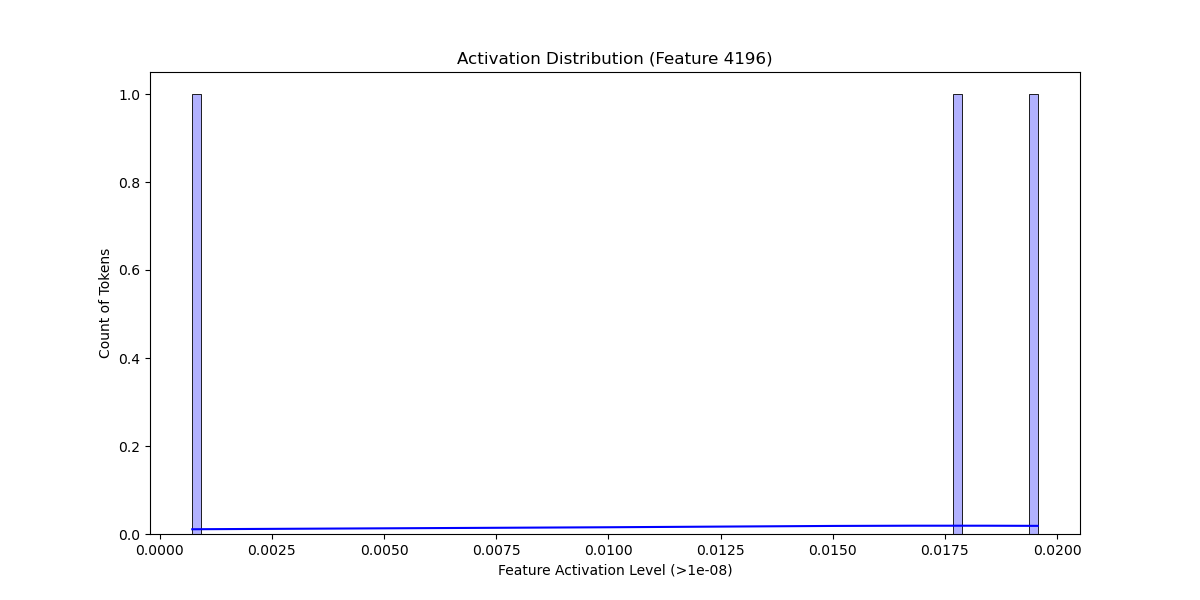 Activation Distribution (Feature 4196)
1.0
0.8
0.6
0.4
0.2
0.0
Count of Tokens
0.0000 0.0025 0.0050 0.0075 0.0100 0.0125 0.0150 0.0175 0.0200
Feature Activation Level (>1e-08)